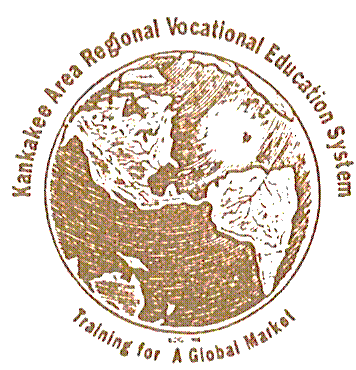 Kankakee Area Regional Vocational Education System
Training for A Global Market